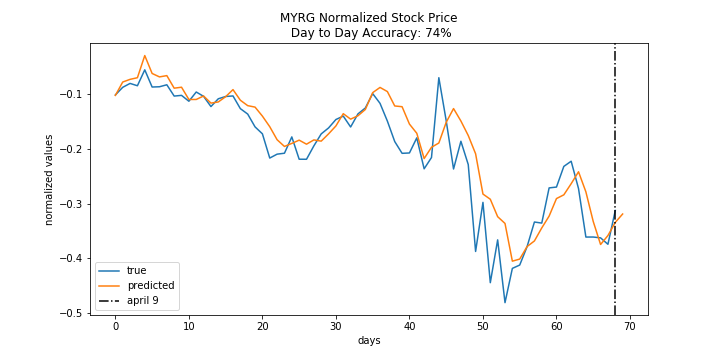 MYRG Normalized Stock Price
Day to Day Accuracy: 74%
normalized values
−0.1
−0.2
−0.3
−0.4
−0.5
true
predicted
april 9
0 10 20 30 40 50 60 70
days